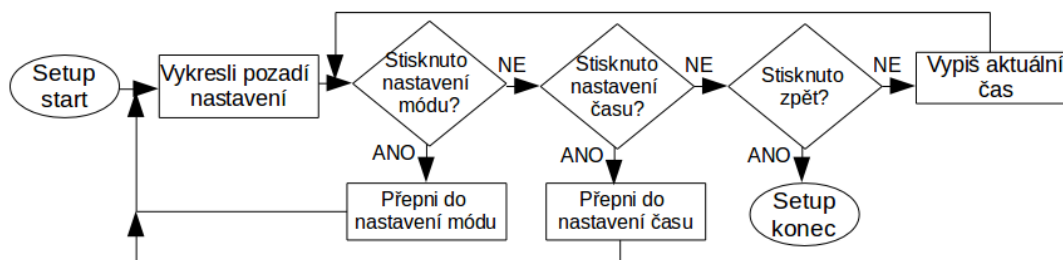 Setup
start
Vykresli pozadí
nastavení
Stisknuto
nastavení
módu?
NE
Stisknuto
nastavení
času?
NE
Stisknuto
zpět?
NE
Vypiš aktuální
čas
ANO
ANO
ANO
Přepni do
nastavení módu
Přepni do
nastavení času
Setup
konec